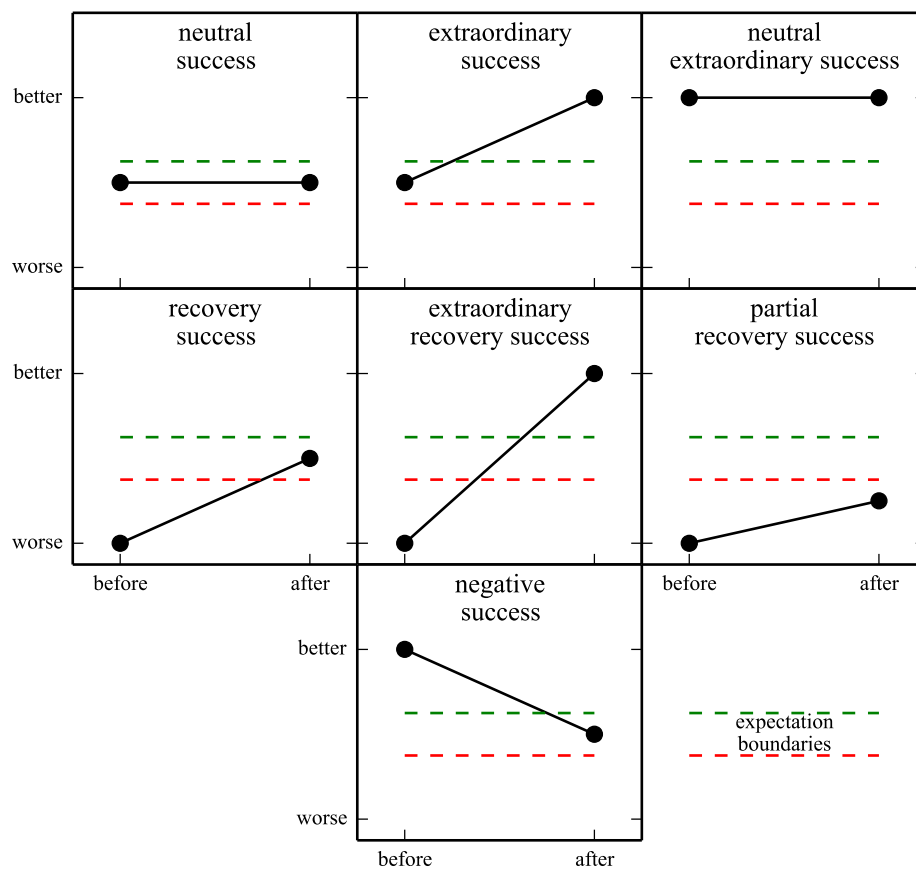 neutral
success
extraordinary
success
neutral
extraordinary success
better
worse
recovery
success
extraordinary
recovery success
partial
recovery success
better
worse
before
after
before
after
negative
success
better
worse
before
after
expectation
boundaries